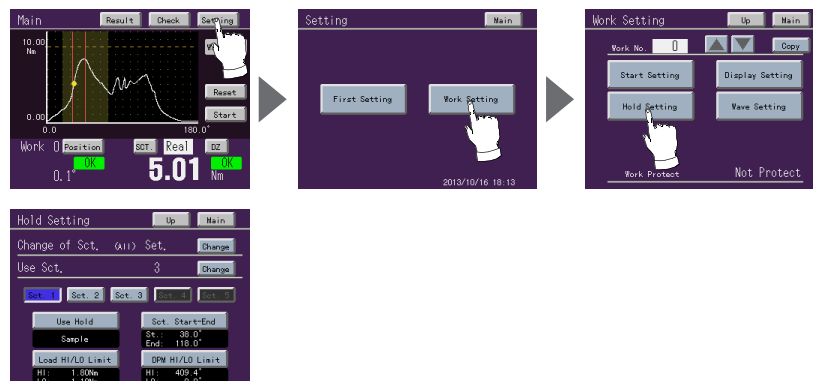 Main
Result
Check
Setting
10.00
Nm
Reset
Start
0.00
0.0
180.0°
Work 0
Position
SCT.
Real
DZ
OK
OK
0.1°
5.01
Nm
Setting
Main
First Setting
Work Setting
2013/10/16 18:13
Work Setting
Up
Main
Work No.
0
Copy
Start Setting
Display Setting
Hold Setting
Wave Setting
Work Protect
Not Protect
Hold Setting
Up
Main
Change of Sct. (All) Set.
Change
Use Sct. 3
Change
Sct. 1
Sct. 2
Sct. 3
Sct. 4
Sct. 5
Use Hold
Sct. Start-End
Sample
St.: 38.0°
End: 118.0°
Load HI/LO Limit
DPM HI/LO Limit
HI: 1.80Nm
HI: 409.4°